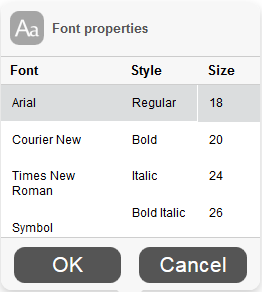 Aa Font properties
Font Style Size
Arial Regular 18
Courier New Bold 20
Times New Italic 24
Roman
Bold Italic 26
Symbol
OK Cancel